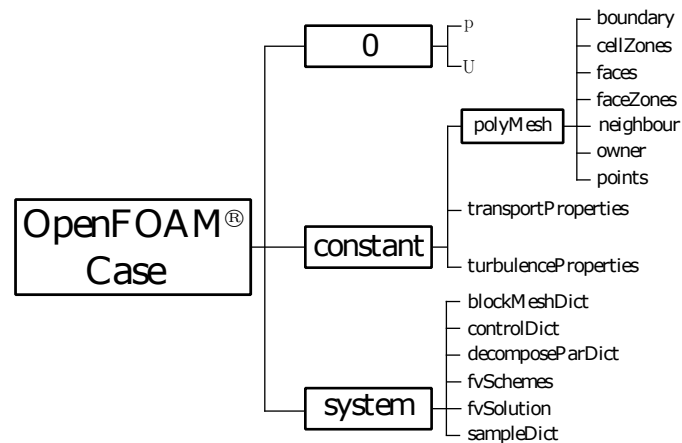 OpenFOAM®
Case
0
p
U
constant
polyMesh
boundary
cellZones
faces
faceZones
neighbour
owner
points
transportProperties
turbulenceProperties
system
blockMeshDict
controlDict
decomposeParDict
fvSchemes
fvSolution
sampleDict